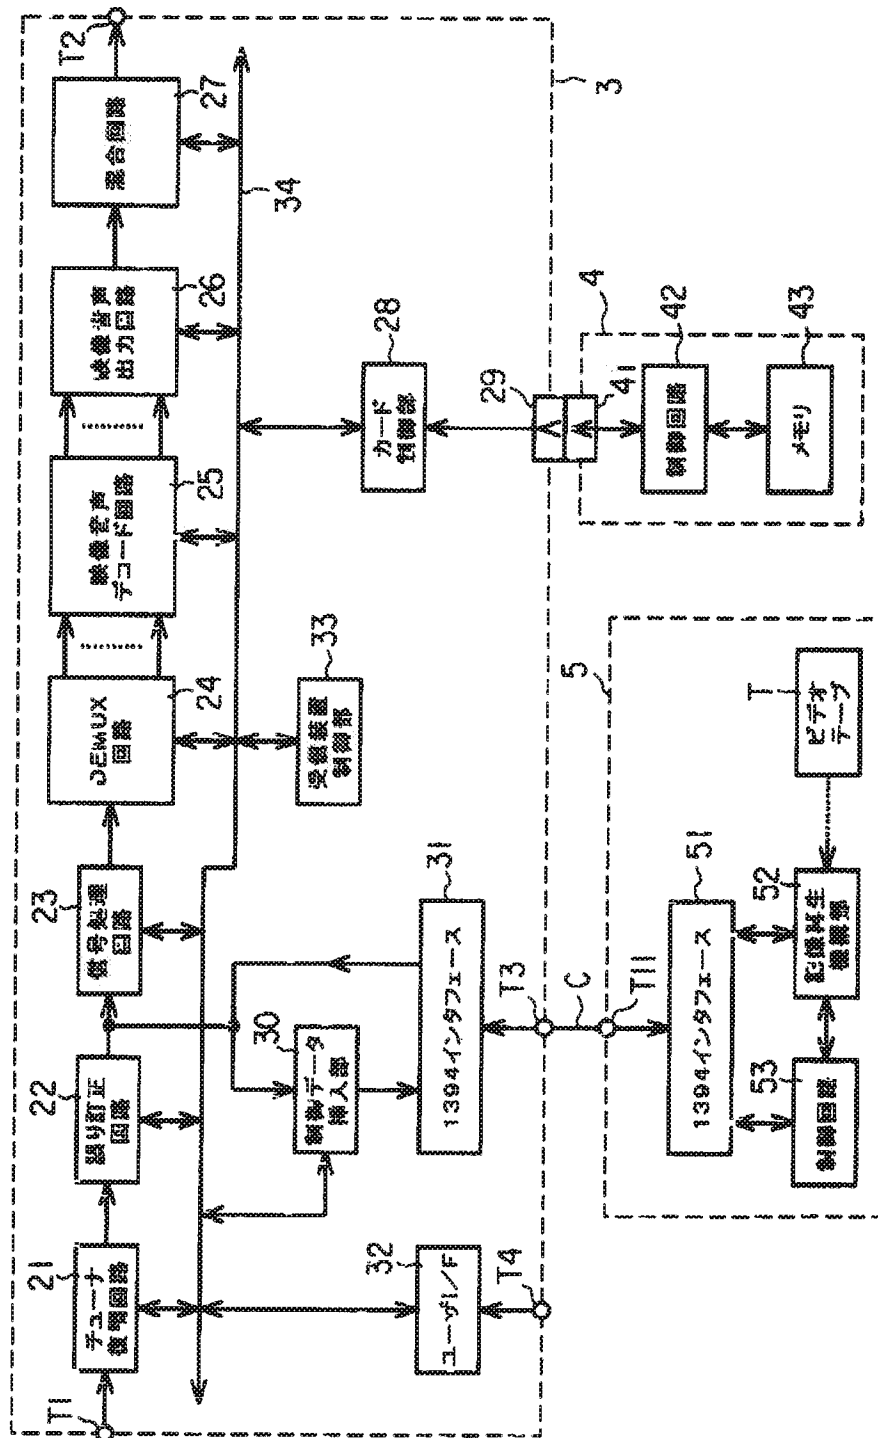 T1
21
チューナ
復調回路
22
誤り訂正
回路
23
信号処理
回路
24
DEMUX
回路
25
映像音声
デコード回路
26
映像音声
出力回路
27
混合回路
T2
34
3
32
ユーザI/F
T4
30
制御データ
挿入部
31
1394インタフェース
T3
33
受信装置
制御部
28
カード
制御部
29
41
4
42
制御回路
43
メモリ
C
T11
5
51
1394インタフェース
53
制御回路
52
記録再生
機構部
T
ビデオ
テープ